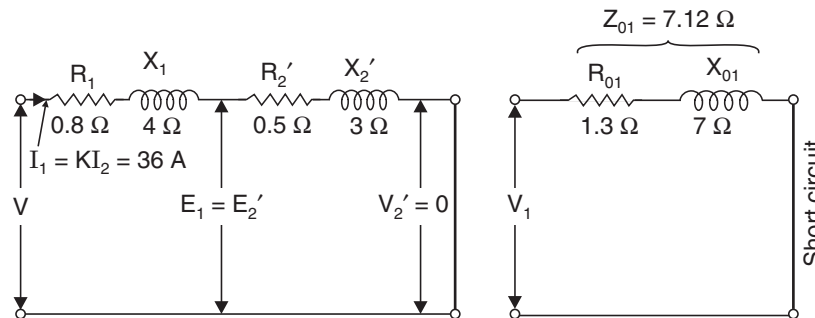 Z₀₁ = 7.12 Ω
R₁
X₁
R₂′
X₂′
R₀₁
X₀₁
0.8 Ω
4 Ω
0.5 Ω
3 Ω
1.3 Ω
7 Ω
I₁ = KI₂ = 36 A
V
E₁ = E₂′
V₂′ = 0
V₁
Short circuit